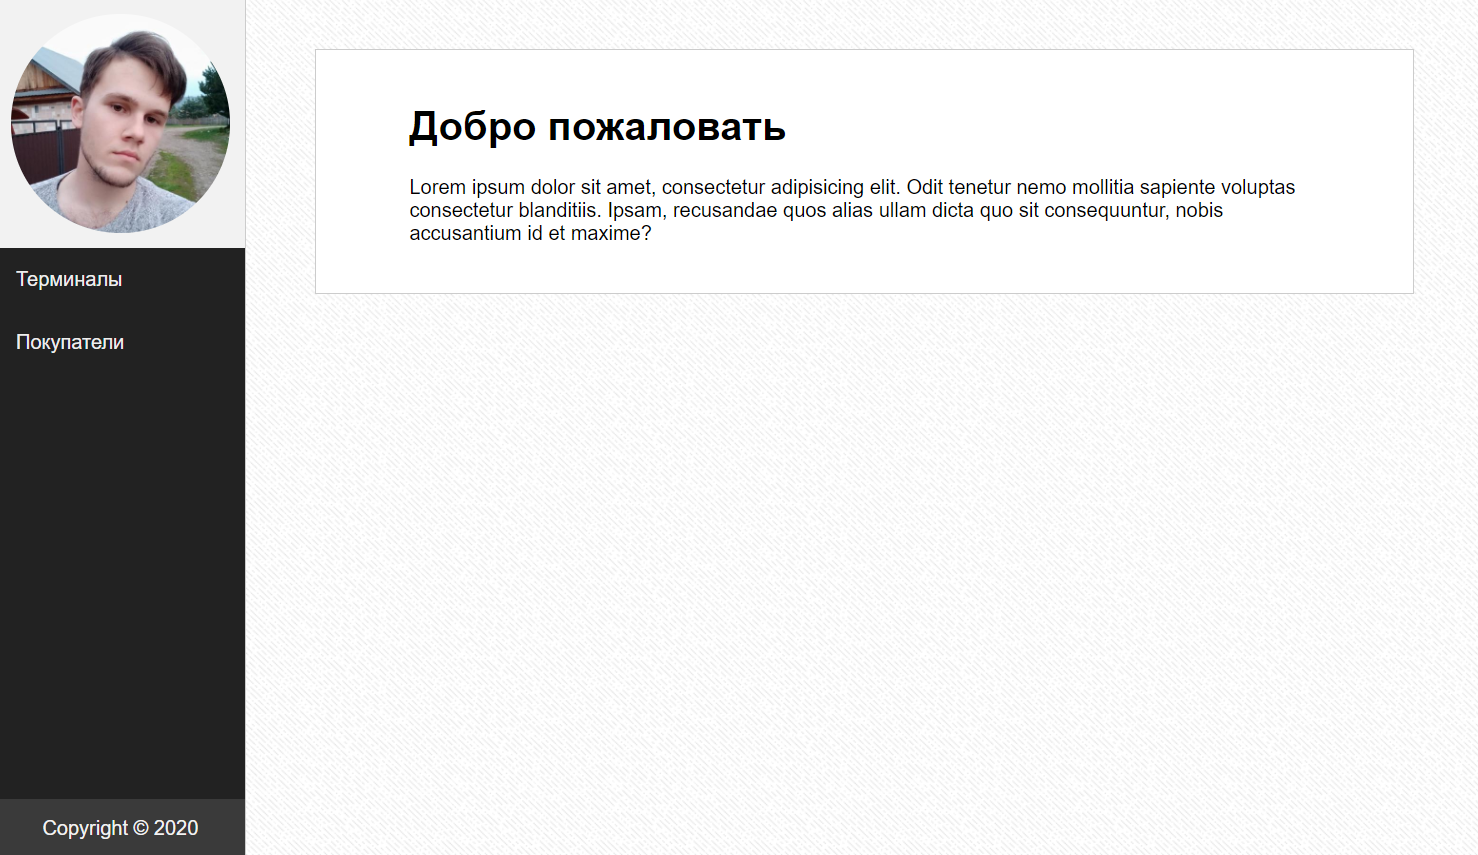 Терминалы
Покупатели
Copyright © 2020
Добро пожаловать
Lorem ipsum dolor sit amet, consectetur adipisicing elit. Odit tenetur nemo mollitia sapiente voluptas
consectetur blanditiis. Ipsam, recusandae quos alias ullam dicta quo sit consequuntur, nobis
accusantium id et maxime?